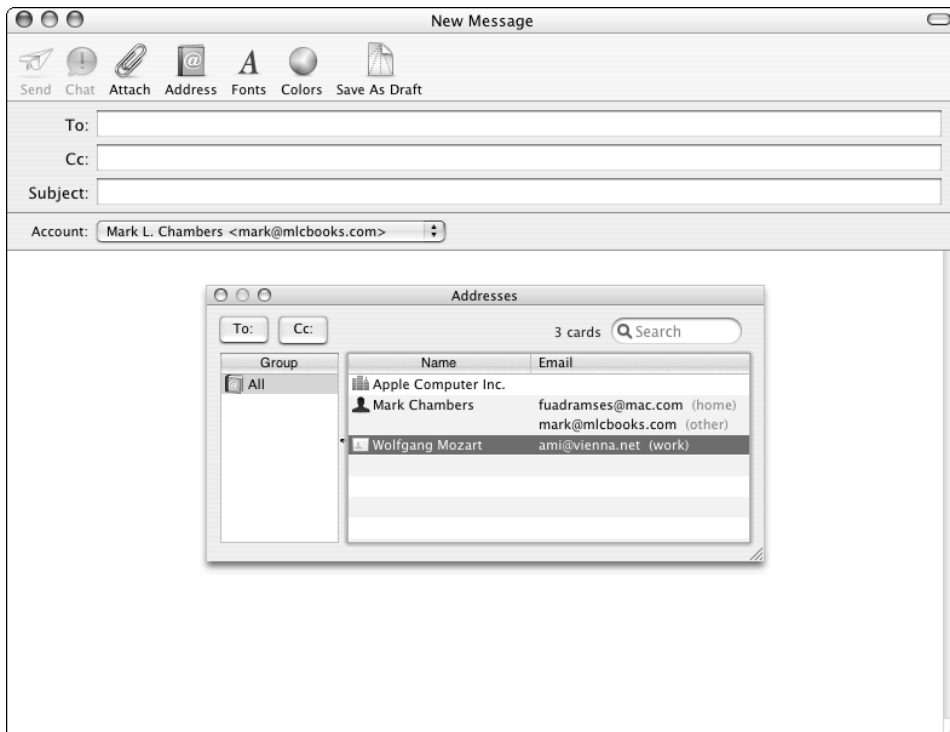 New Message
Send Chat Attach Address Fonts Colors Save As Draft
To:
Cc:
Subject:
Account: Mark L. Chambers <mark@mlcbooks.com>
Addresses
To: Cc: 3 cards Search
Group Name Email
All Apple Computer Inc.
Mark Chambers fuadramses@mac.com (home)
mark@mlcbooks.com (other)
Wolfgang Mozart ami@vienna.net (work)